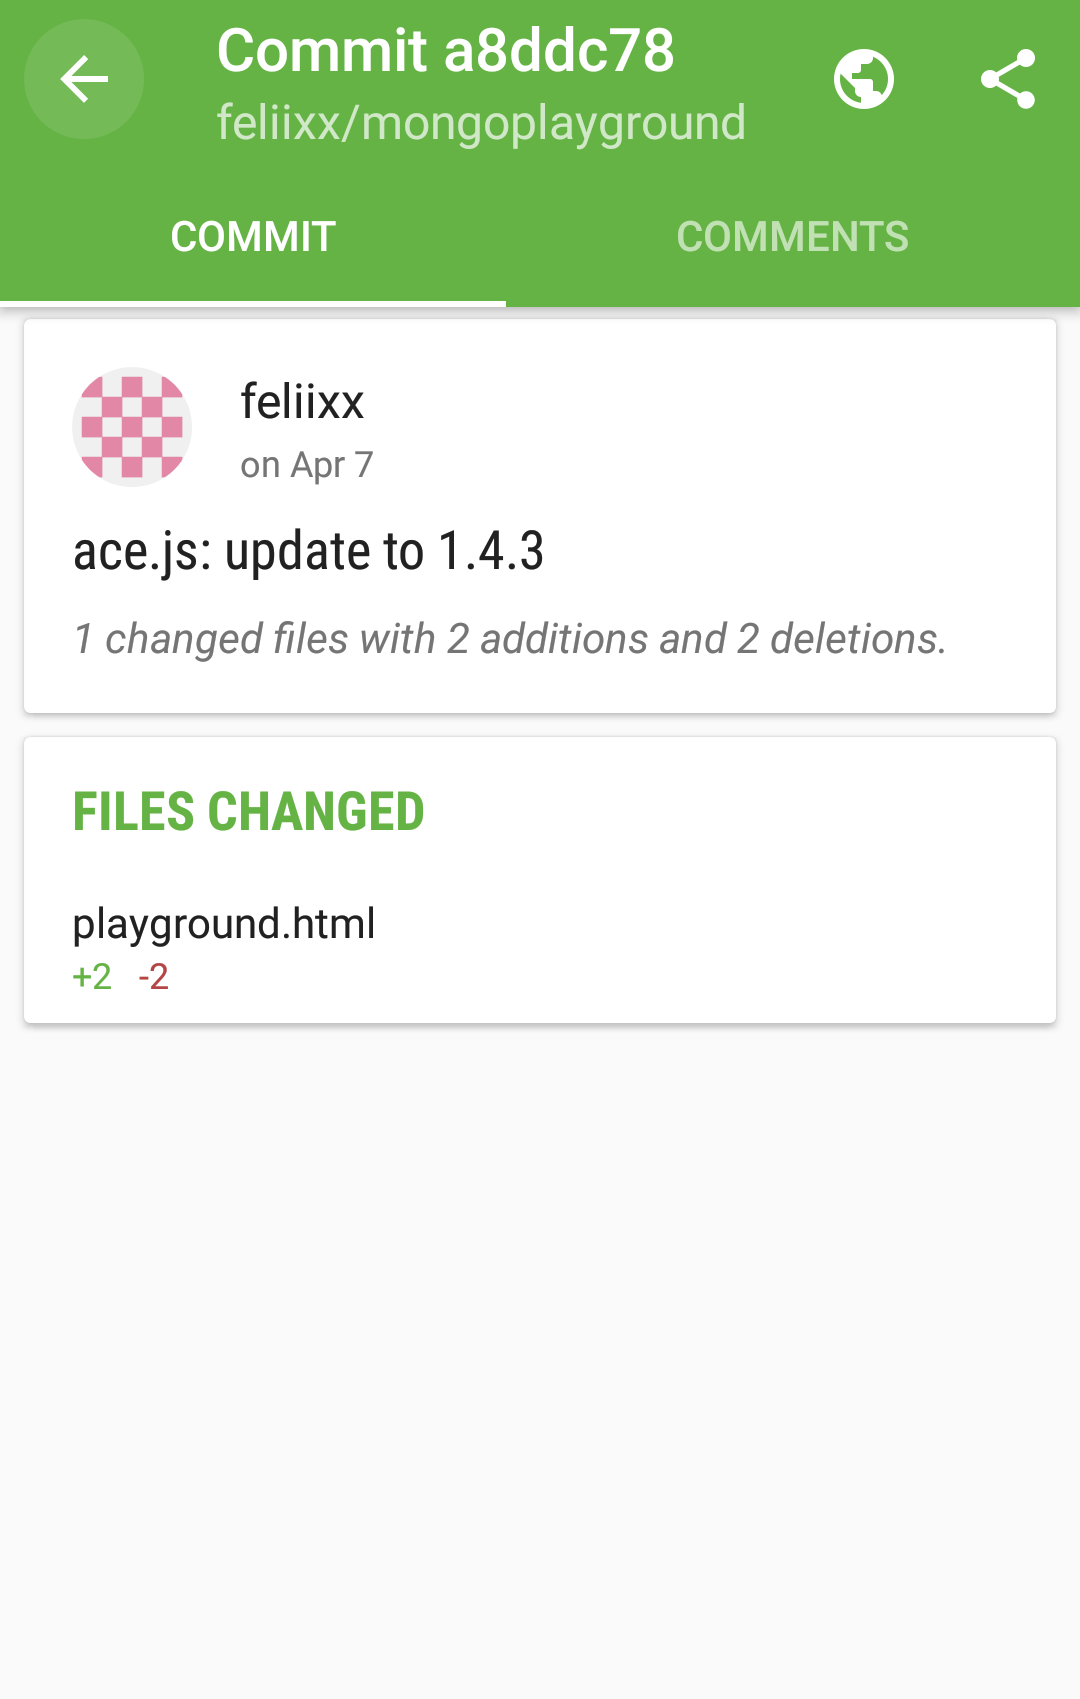 Commit a8ddc78
feliixx/mongoplayground
COMMIT
COMMENTS
feliixx
on Apr 7
ace.js: update to 1.4.3
1 changed files with 2 additions and 2 deletions.
FILES CHANGED
playground.html
+2 -2